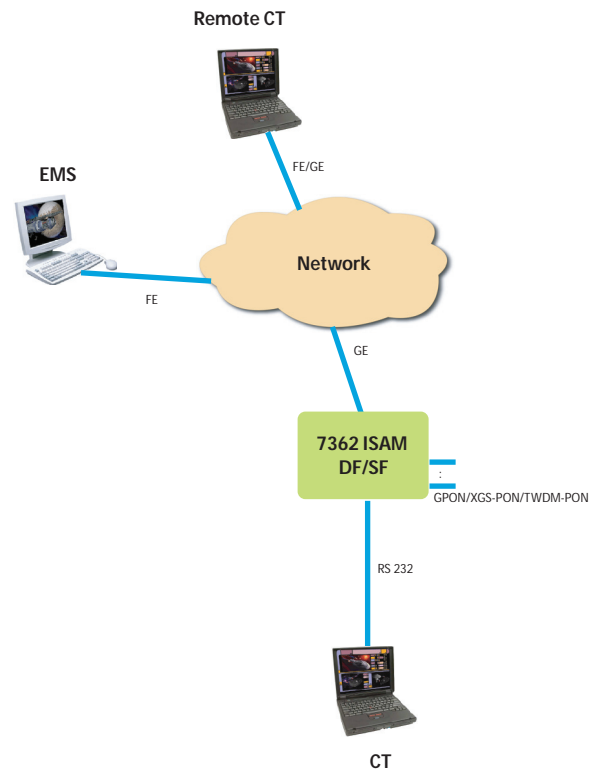 Remote CT
FE/GE
EMS
Network
FE
GE
7362 ISAM
DF/SF
:
GPON/XGS-PON/TWDM-PON
RS 232
CT